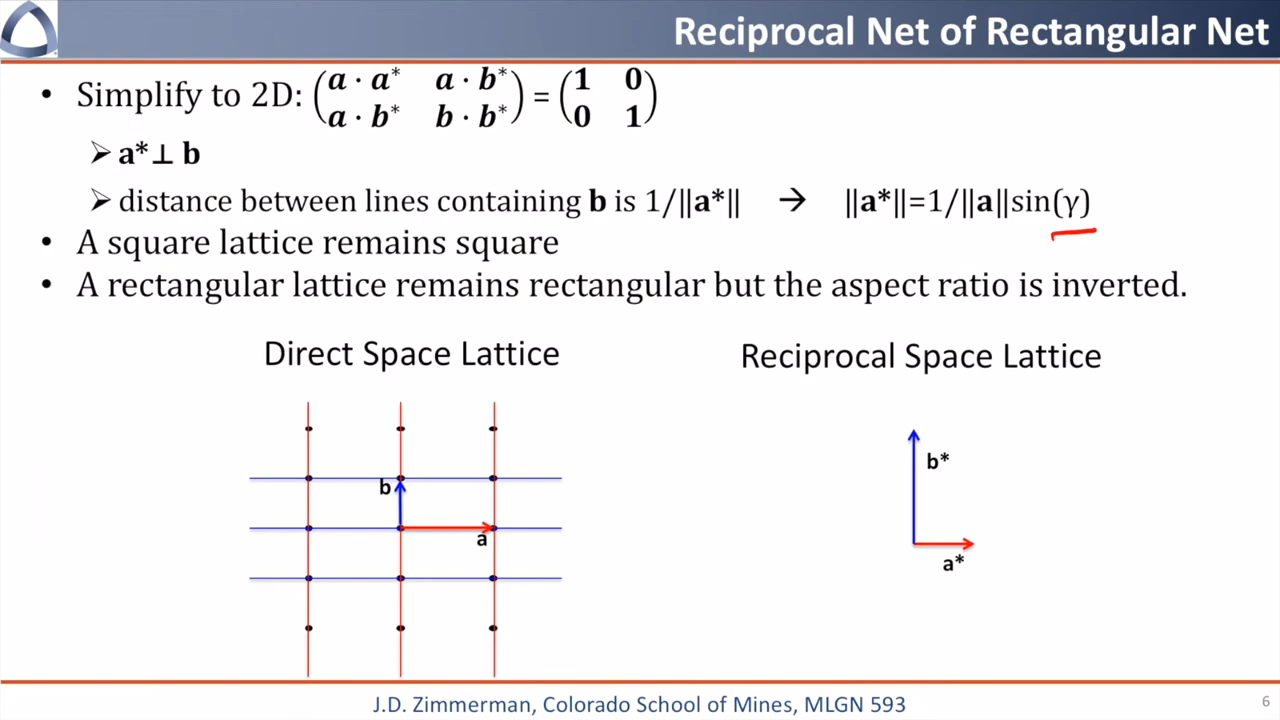 Reciprocal Net of Rectangular Net
• Simplify to 2D: (a · a* a · b* = (1 0
a · b* b · b*) 0 1)
➢ a*⊥ b
➢ distance between lines containing b is 1/‖a*‖ → ‖a*‖=1/‖a‖sin(γ)
• A square lattice remains square
• A rectangular lattice remains rectangular but the aspect ratio is inverted.
Direct Space Lattice
Reciprocal Space Lattice
b
a
b*
a*
J.D. Zimmerman, Colorado School of Mines, MLGN 593
6